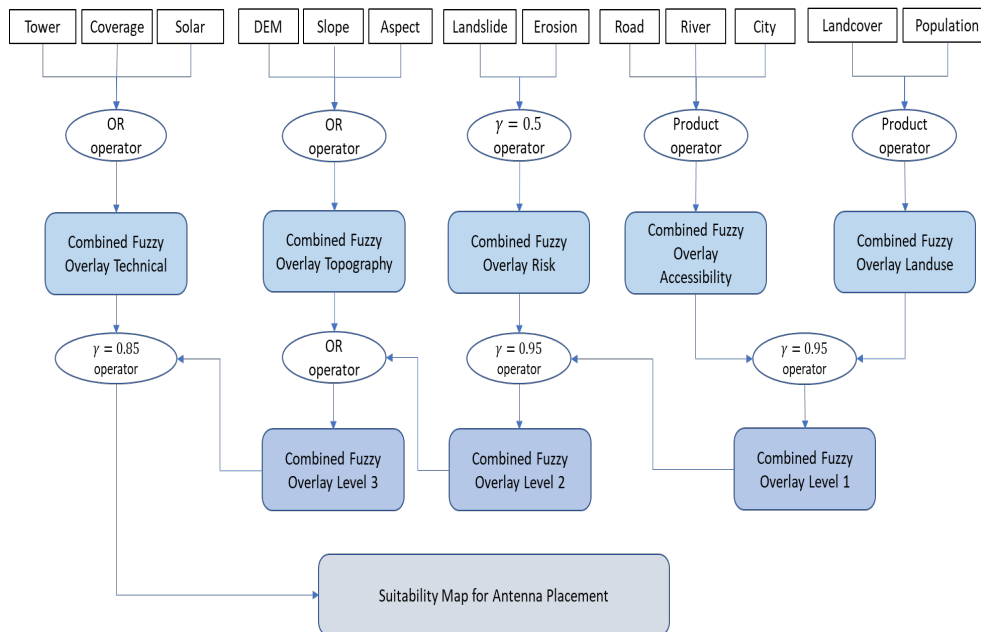 Tower
Coverage
Solar
DEM
Slope
Aspect
Landslide
Erosion
Road
River
City
Landcover
Population
OR
operator
OR
operator
γ = 0.5
operator
Product
operator
Product
operator
Combined Fuzzy
Overlay Technical
Combined Fuzzy
Overlay Topography
Combined Fuzzy
Overlay Risk
Combined Fuzzy
Overlay
Accessibility
Combined Fuzzy
Overlay Landuse
γ = 0.85
operator
OR
operator
γ = 0.95
operator
γ = 0.95
operator
Combined Fuzzy
Overlay Level 3
Combined Fuzzy
Overlay Level 2
Combined Fuzzy
Overlay Level 1
Suitability Map for Antenna Placement